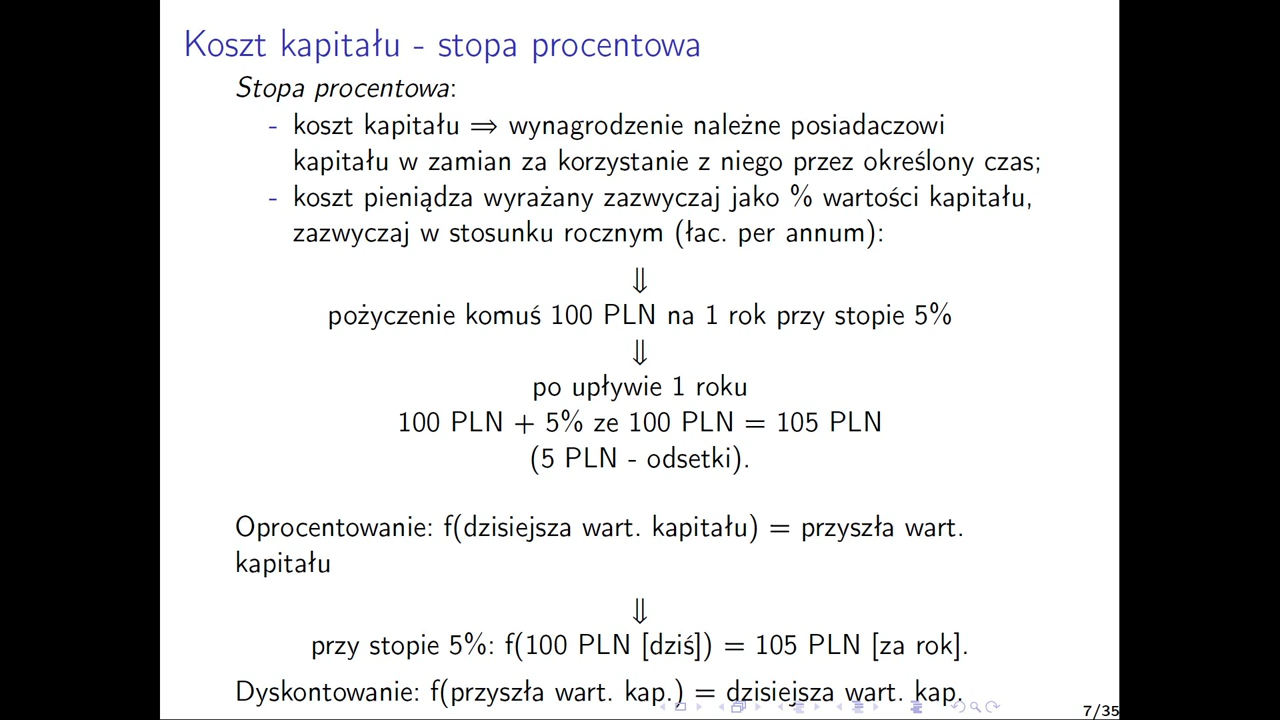 Koszt kapitału - stopa procentowa
Stopa procentowa:
- koszt kapitału ⇒ wynagrodzenie należne posiadaczowi
kapitału w zamian za korzystanie z niego przez określony czas;
- koszt pieniądza wyrażany zazwyczaj jako % wartości kapitału,
zazwyczaj w stosunku rocznym (łac. per annum):
⇓
pożyczenie komuś 100 PLN na 1 rok przy stopie 5%
⇓
po upływie 1 roku
100 PLN + 5% ze 100 PLN = 105 PLN
(5 PLN - odsetki).
Oprocentowanie: f(dzisiejsza wart. kapitału) = przyszła wart.
kapitału
⇓
przy stopie 5%: f(100 PLN [dziś]) = 105 PLN [za rok].
Dyskontowanie: f(przyszła wart. kap.) = dzisiejsza wart. kap.
7/35